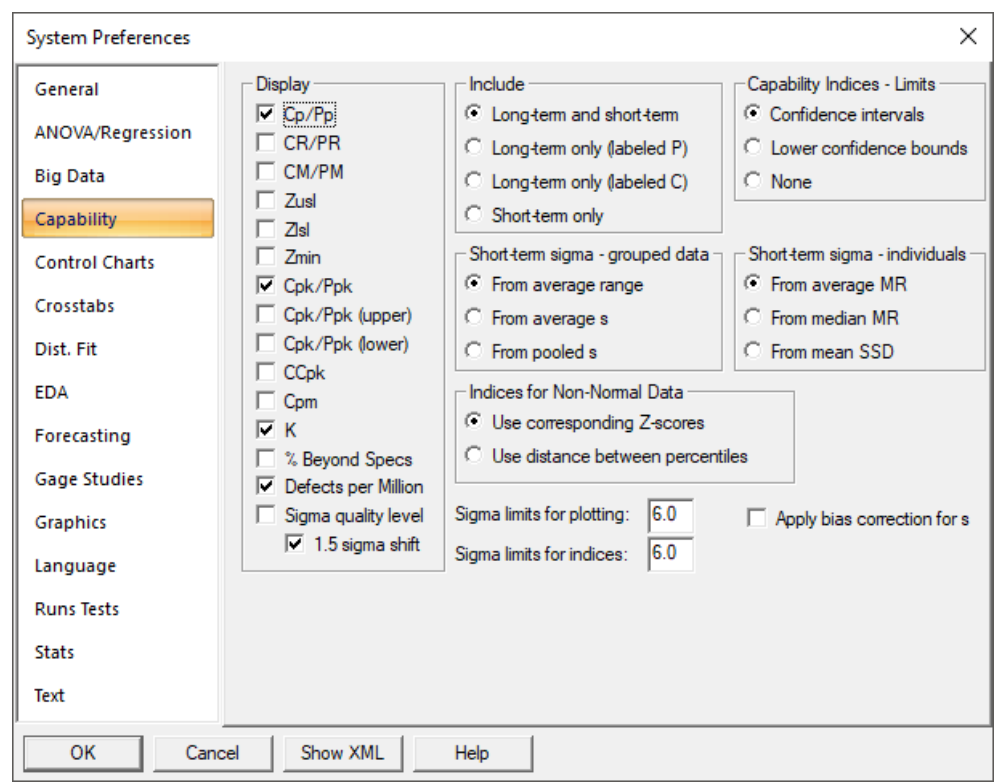 System Preferences
General
ANOVA/Regression
Big Data
Capability
Control Charts
Crosstabs
Dist. Fit
EDA
Forecasting
Gage Studies
Graphics
Language
Runs Tests
Stats
Text
Display
Cp/Pp
CR/PR
CM/PM
Zusl
Zlsl
Zmin
Cpk/Ppk
Cpk/Ppk (upper)
Cpk/Ppk (lower)
CCpk
Cpm
K
% Beyond Specs
Defects per Million
Sigma quality level
1.5 sigma shift
Include
Long-term and short-term
Long-term only (labeled P)
Long-term only (labeled C)
Short-term only
Capability Indices - Limits
Confidence intervals
Lower confidence bounds
None
Short-term sigma - grouped data
From average range
From average s
From pooled s
Short-term sigma - individuals
From average MR
From median MR
From mean SSD
Indices for Non-Normal Data
Use corresponding Z-scores
Use distance between percentiles
Sigma limits for plotting: 6.0
Sigma limits for indices: 6.0
Apply bias correction for s
OK
Cancel
Show XML
Help